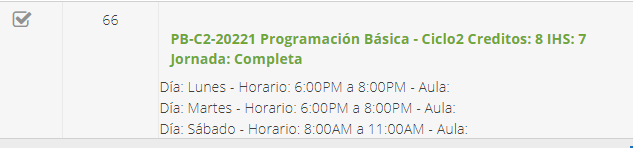 66
PB-C2-20221 Programación Básica - Ciclo2 Creditos: 8 IHS: 7
Jornada: Completa
Día: Lunes - Horario: 6:00PM a 8:00PM - Aula:
Día: Martes - Horario: 6:00PM a 8:00PM - Aula:
Día: Sábado - Horario: 8:00AM a 11:00AM - Aula: